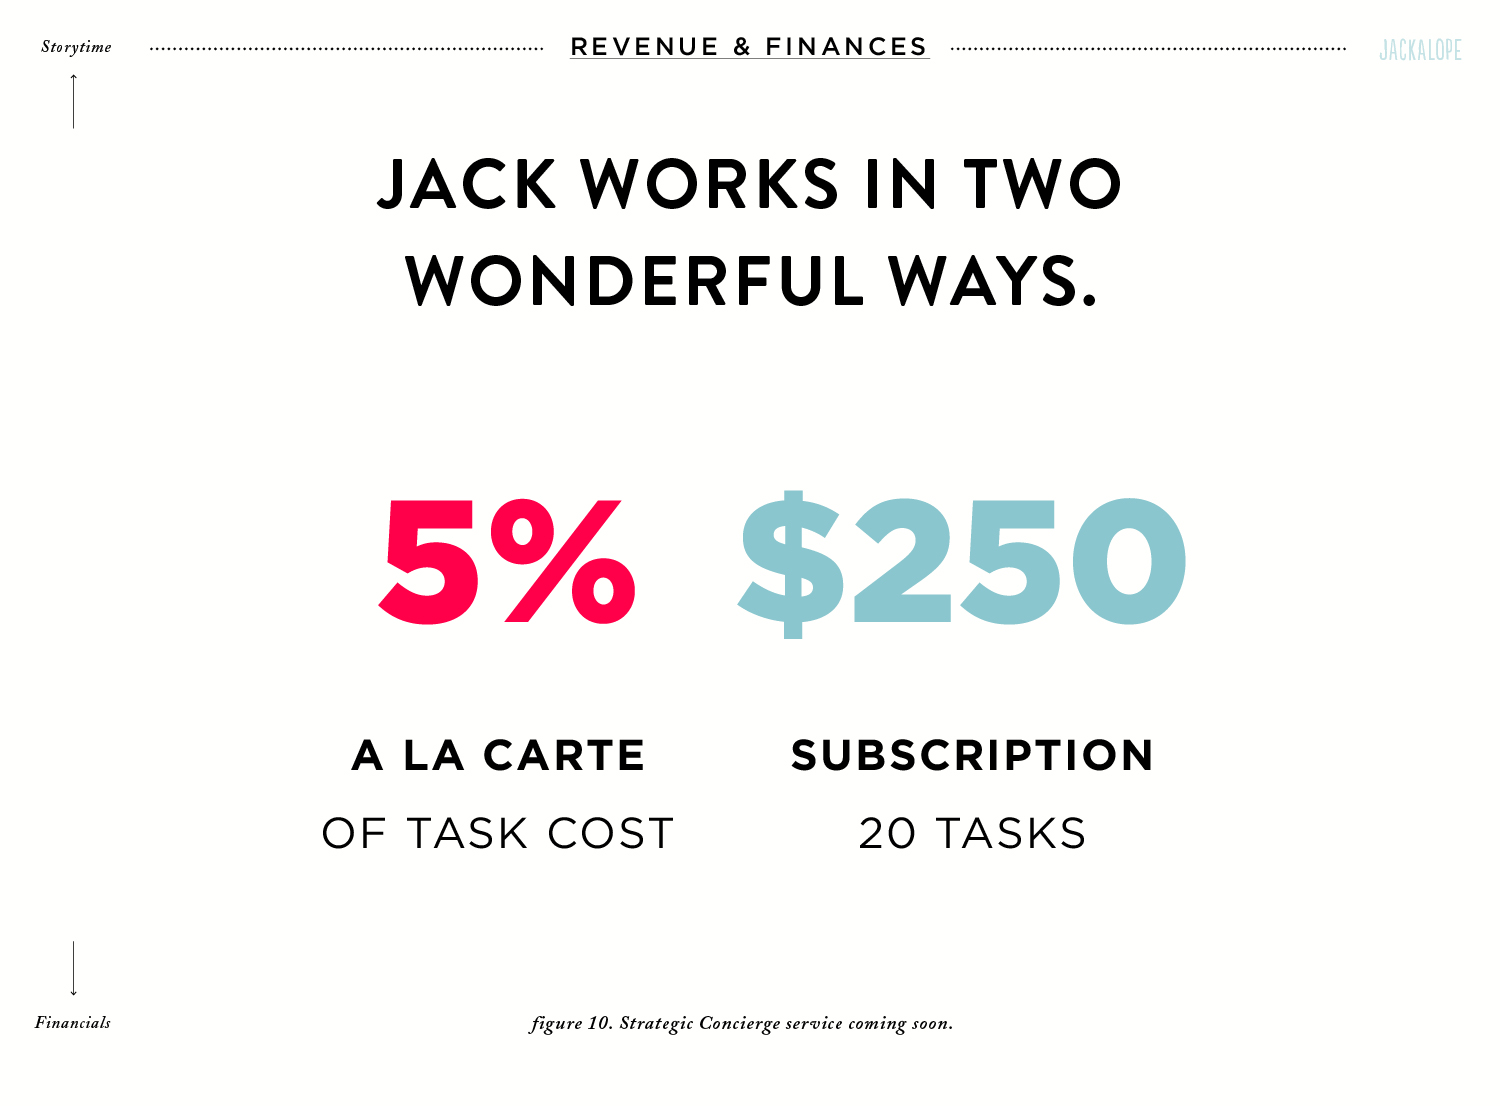 Storytime
REVENUE & FINANCES
JACKALOPE
JACK WORKS IN TWO
WONDERFUL WAYS.
5%
$250
A LA CARTE
SUBSCRIPTION
OF TASK COST
20 TASKS
Financials
figure 10. Strategic Concierge service coming soon.